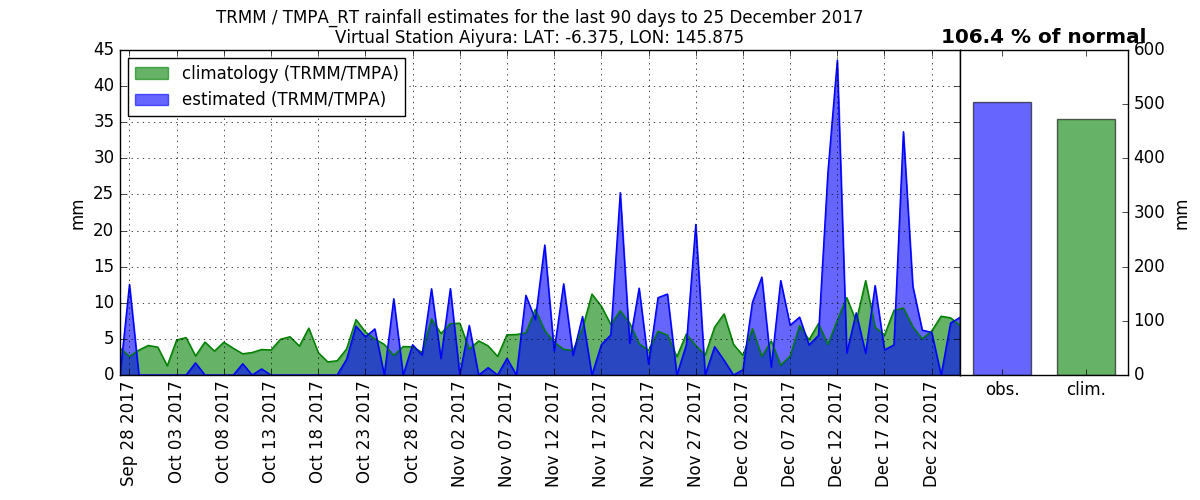 TRMM / TMPA_RT rainfall estimates for the last 90 days to 25 December 2017
Virtual Station Aiyura: LAT: -6.375, LON: 145.875
106.4 % of normal
climatology (TRMM/TMPA)
estimated (TRMM/TMPA)
45
40
35
30
25
20
15
10
5
0
mm
Sep 28 2017
Oct 03 2017
Oct 08 2017
Oct 13 2017
Oct 18 2017
Oct 23 2017
Oct 28 2017
Nov 02 2017
Nov 07 2017
Nov 12 2017
Nov 17 2017
Nov 22 2017
Nov 27 2017
Dec 02 2017
Dec 07 2017
Dec 12 2017
Dec 17 2017
Dec 22 2017
obs.
clim.
600
500
400
300
200
100
0
mm